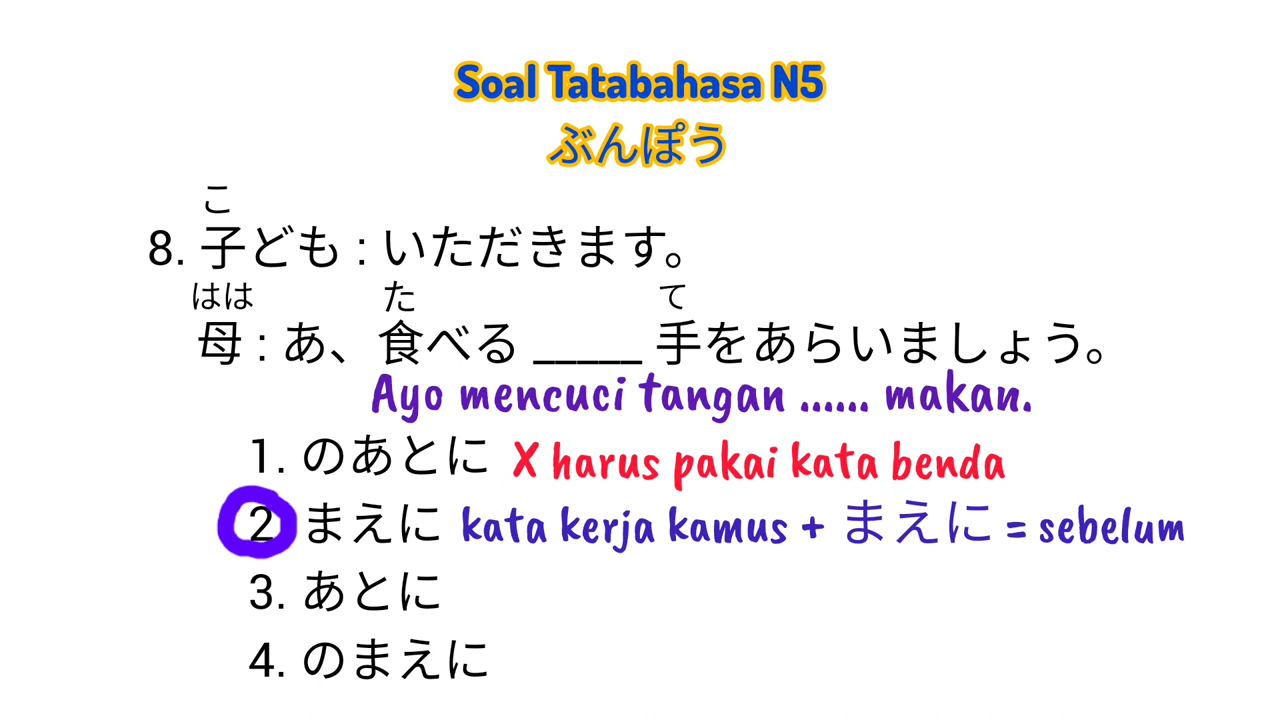 Soal Tatabahasa N5
ぶんぽう
こ
8. 子ども : いただきます。
はは た て
母 : あ、食べる _____ 手をあらいましょう。
Ayo mencuci tangan ...... makan.
1. のあとに X harus pakai kata benda
2 まえに kata kerja kamus + まえに = sebelum
3. あとに
4. のまえに